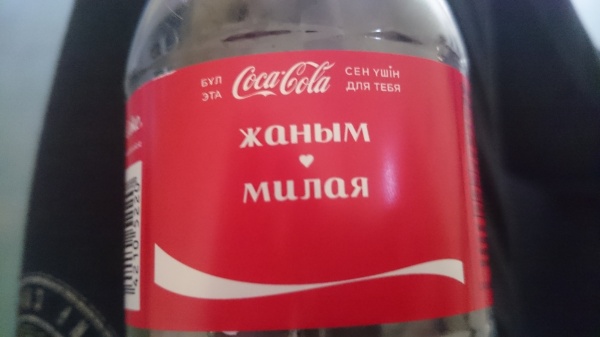 БҰЛ Coca-Cola СЕН ҮШІН
ЭТА ДЛЯ ТЕБЯ
жаным
милая